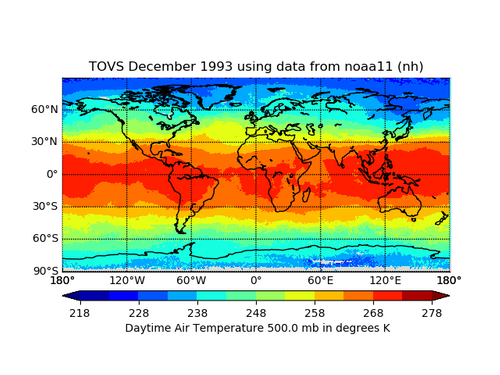 TOVS December 1993 using data from noaa11 (nh)
60°N
30°N
0°
30°S
60°S
90°S
180° 120°W 60°W 0° 60°E 120°E 180°
218 228 238 248 258 268 278
Daytime Air Temperature 500.0 mb in degrees K